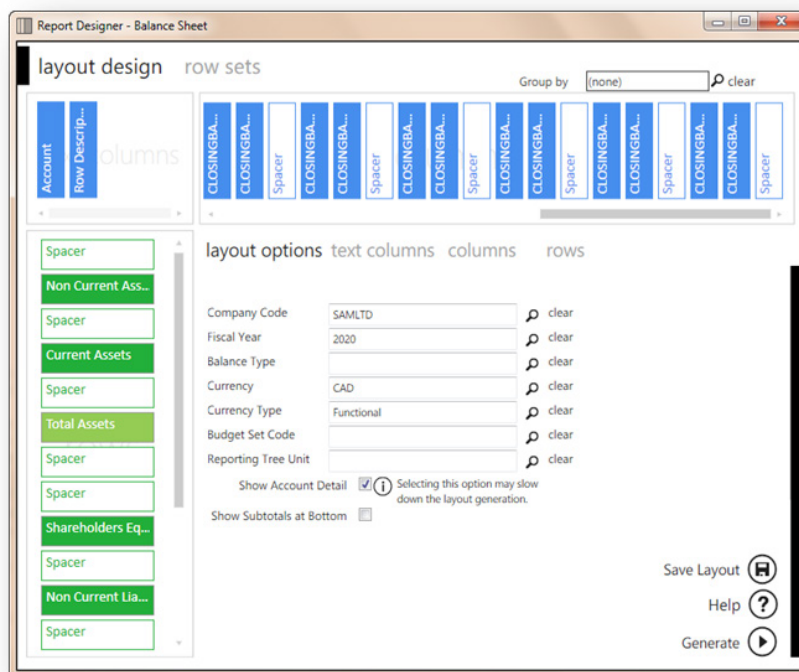 Report Designer - Balance Sheet
layout design row sets
Group by (none) clear
Account
Row Descrip...
columns
CLOSINGBA...
CLOSINGBA...
Spacer
CLOSINGBA...
CLOSINGBA...
Spacer
CLOSINGBA...
CLOSINGBA...
Spacer
CLOSINGBA...
CLOSINGBA...
Spacer
CLOSINGBA...
CLOSINGBA...
Spacer
CLOSINGBA...
CLOSINGBA...
Spacer
Spacer
Non Current Ass...
Spacer
Current Assets
Spacer
Total Assets
Spacer
Spacer
Shareholders Eq...
Spacer
Non Current Lia...
Spacer
layout options text columns columns rows
Company Code SAMLTD clear
Fiscal Year 2020 clear
Balance Type clear
Currency CAD clear
Currency Type Functional clear
Budget Set Code clear
Reporting Tree Unit clear
Show Account Detail Selecting this option may slow
down the layout generation.
Show Subtotals at Bottom
Save Layout
Help
Generate